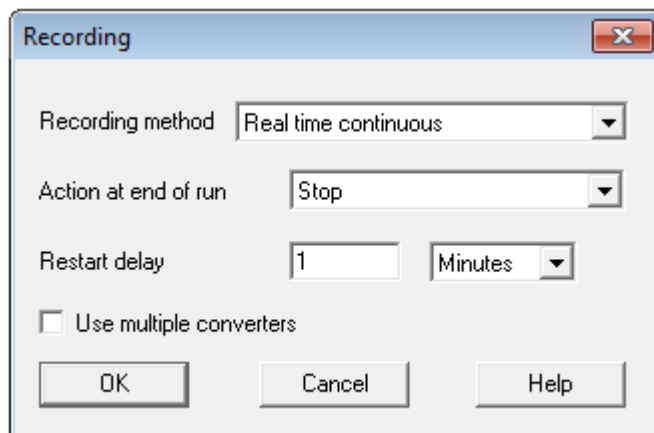 Recording
Recording method Real time continuous
Action at end of run Stop
Restart delay 1 Minutes
Use multiple converters
OK Cancel Help